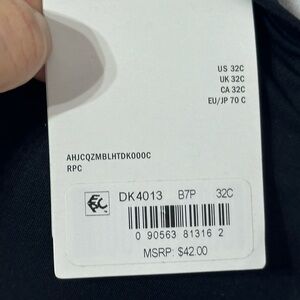 US 32C
UK 32C
CA 32C
EU/JP 70 C
AHJCQZMBLHTDK000C
RPC
DK4013 B7P 32C
0 90563 81316 2
MSRP: $42.00